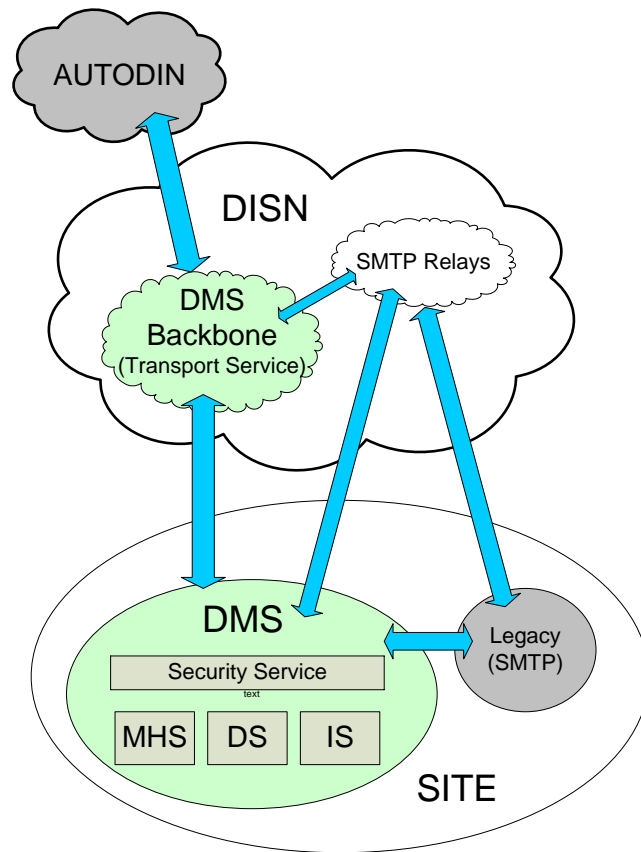 AUTODIN
DISN
SMTP Relays
DMS
Backbone
(Transport Service)
DMS
Security Service
text
MHS
DS
IS
Legacy
(SMTP)
SITE